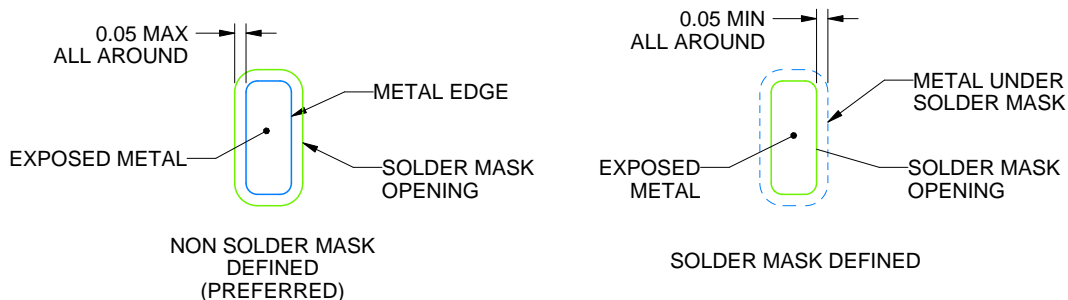 0.05 MAX
ALL AROUND
METAL EDGE
EXPOSED METAL
SOLDER MASK
OPENING
NON SOLDER MASK
DEFINED
(PREFERRED)
0.05 MIN
ALL AROUND
METAL UNDER
SOLDER MASK
EXPOSED
METAL
SOLDER MASK
OPENING
SOLDER MASK DEFINED